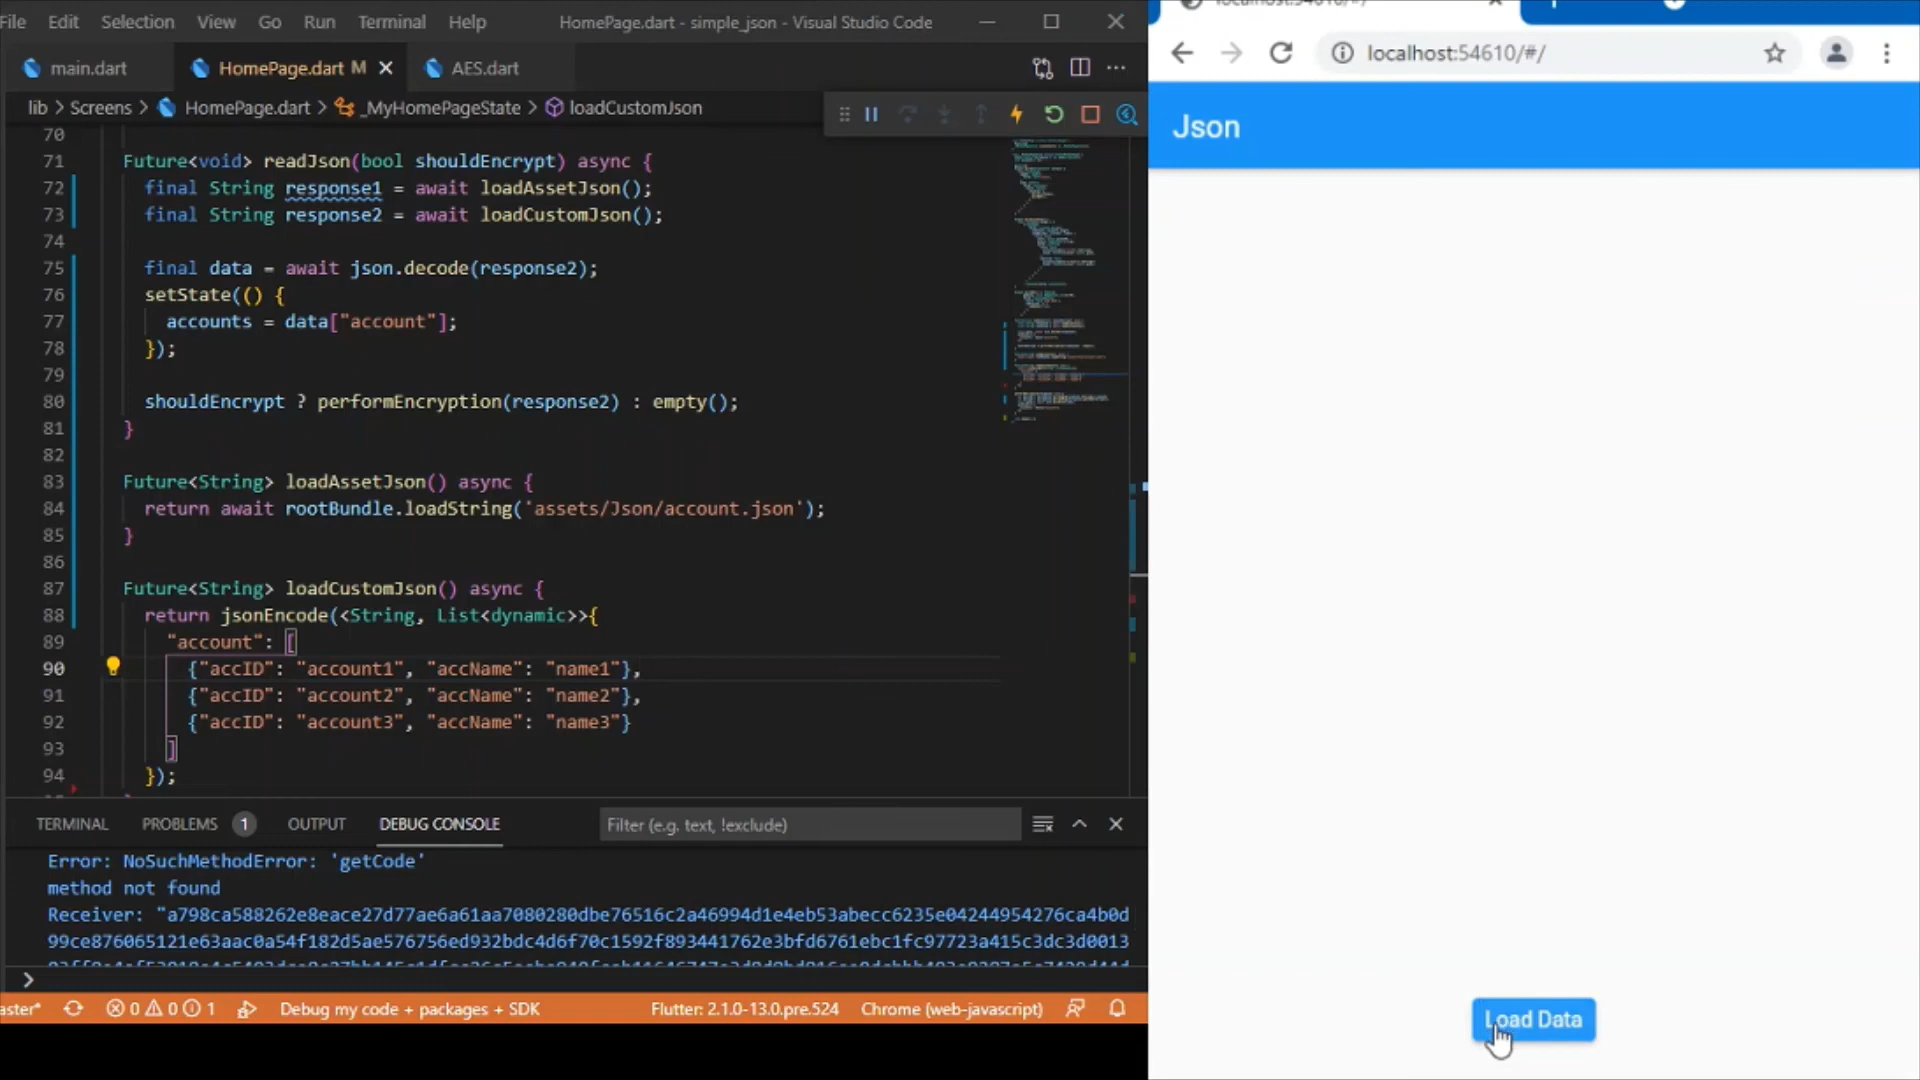 File Edit Selection View Go Run Terminal Help HomePage.dart - simple_json - Visual Studio Code
main.dart HomePage.dart M AES.dart
lib > Screens > HomePage.dart > _MyHomePageState > loadCustomJson
70
71 Future<void> readJson(bool shouldEncrypt) async {
72 final String response1 = await loadAssetJson();
73 final String response2 = await loadCustomJson();
74
75 final data = await json.decode(response2);
76 setState(() {
77 accounts = data["account"];
78 });
79
80 shouldEncrypt ? performEncryption(response2) : empty();
81 }
82
83 Future<String> loadAssetJson() async {
84 return await rootBundle.loadString('assets/Json/account.json');
85 }
86
87 Future<String> loadCustomJson() async {
88 return jsonEncode(<String, List<dynamic>>{
89 "account": [
90 {"accID": "account1", "accName": "name1"},
91 {"accID": "account2", "accName": "name2"},
92 {"accID": "account3", "accName": "name3"}
93 ]
94 });
TERMINAL PROBLEMS 1 OUTPUT DEBUG CONSOLE Filter (e.g. text, !exclude)
Error: NoSuchMethodError: 'getCode'
method not found
Receiver: "a798ca588262e8eace27d77ae6a61aa7080280dbe76516c2a46994d1e4eb53abecc6235e04244954276ca4b0d
99ce876065121e63aac0a54f182d5ae576756ed932bdc4d6f70c1592f893441762e3bfd6761ebc1fc97723a415c3dc3d0013
aster* 0 0 1 Debug my code + packages + SDK Flutter: 2.1.0-13.0.pre.524 Chrome (web-javascript)
localhost:54610/#/
localhost:54610/#/
Json
Load Data